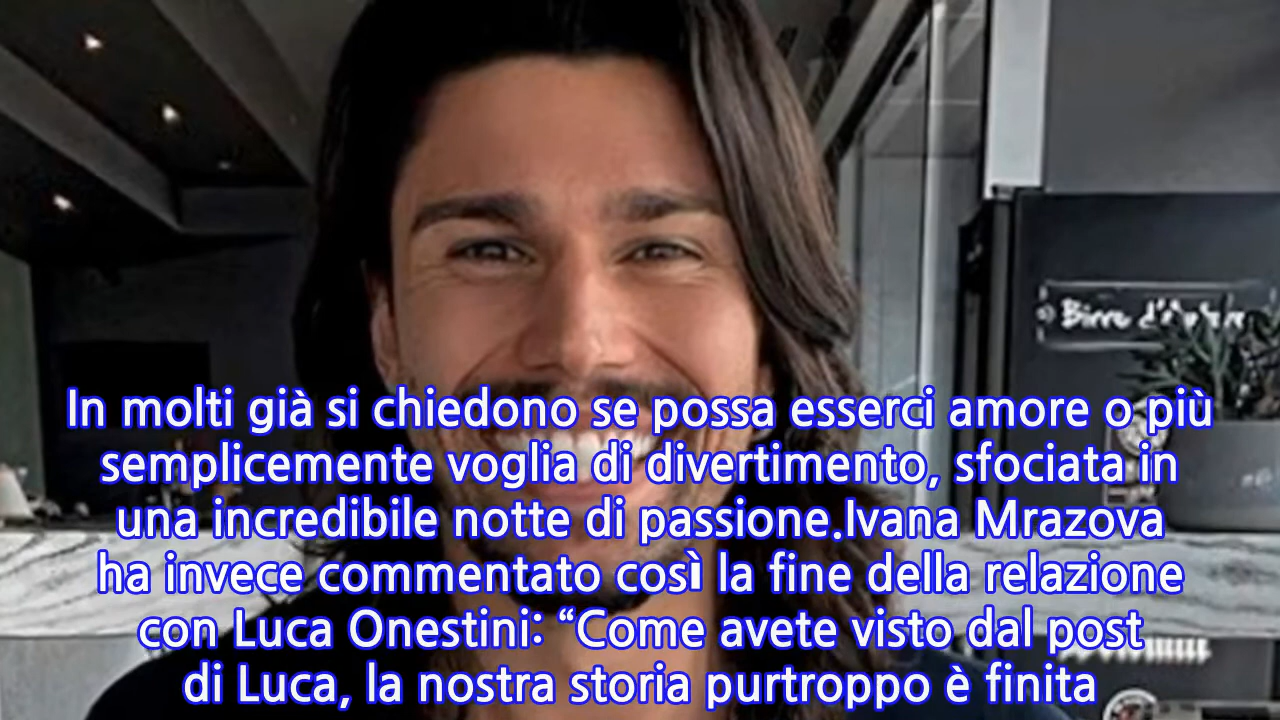 Birre d'
In molti già si chiedono se possa esserci amore o più
semplicemente voglia di divertimento, sfociata in
una incredibile notte di passione.Ivana Mrazova
ha invece commentato così la fine della relazione
con Luca Onestini: “Come avete visto dal post
di Luca, la nostra storia purtroppo è finita